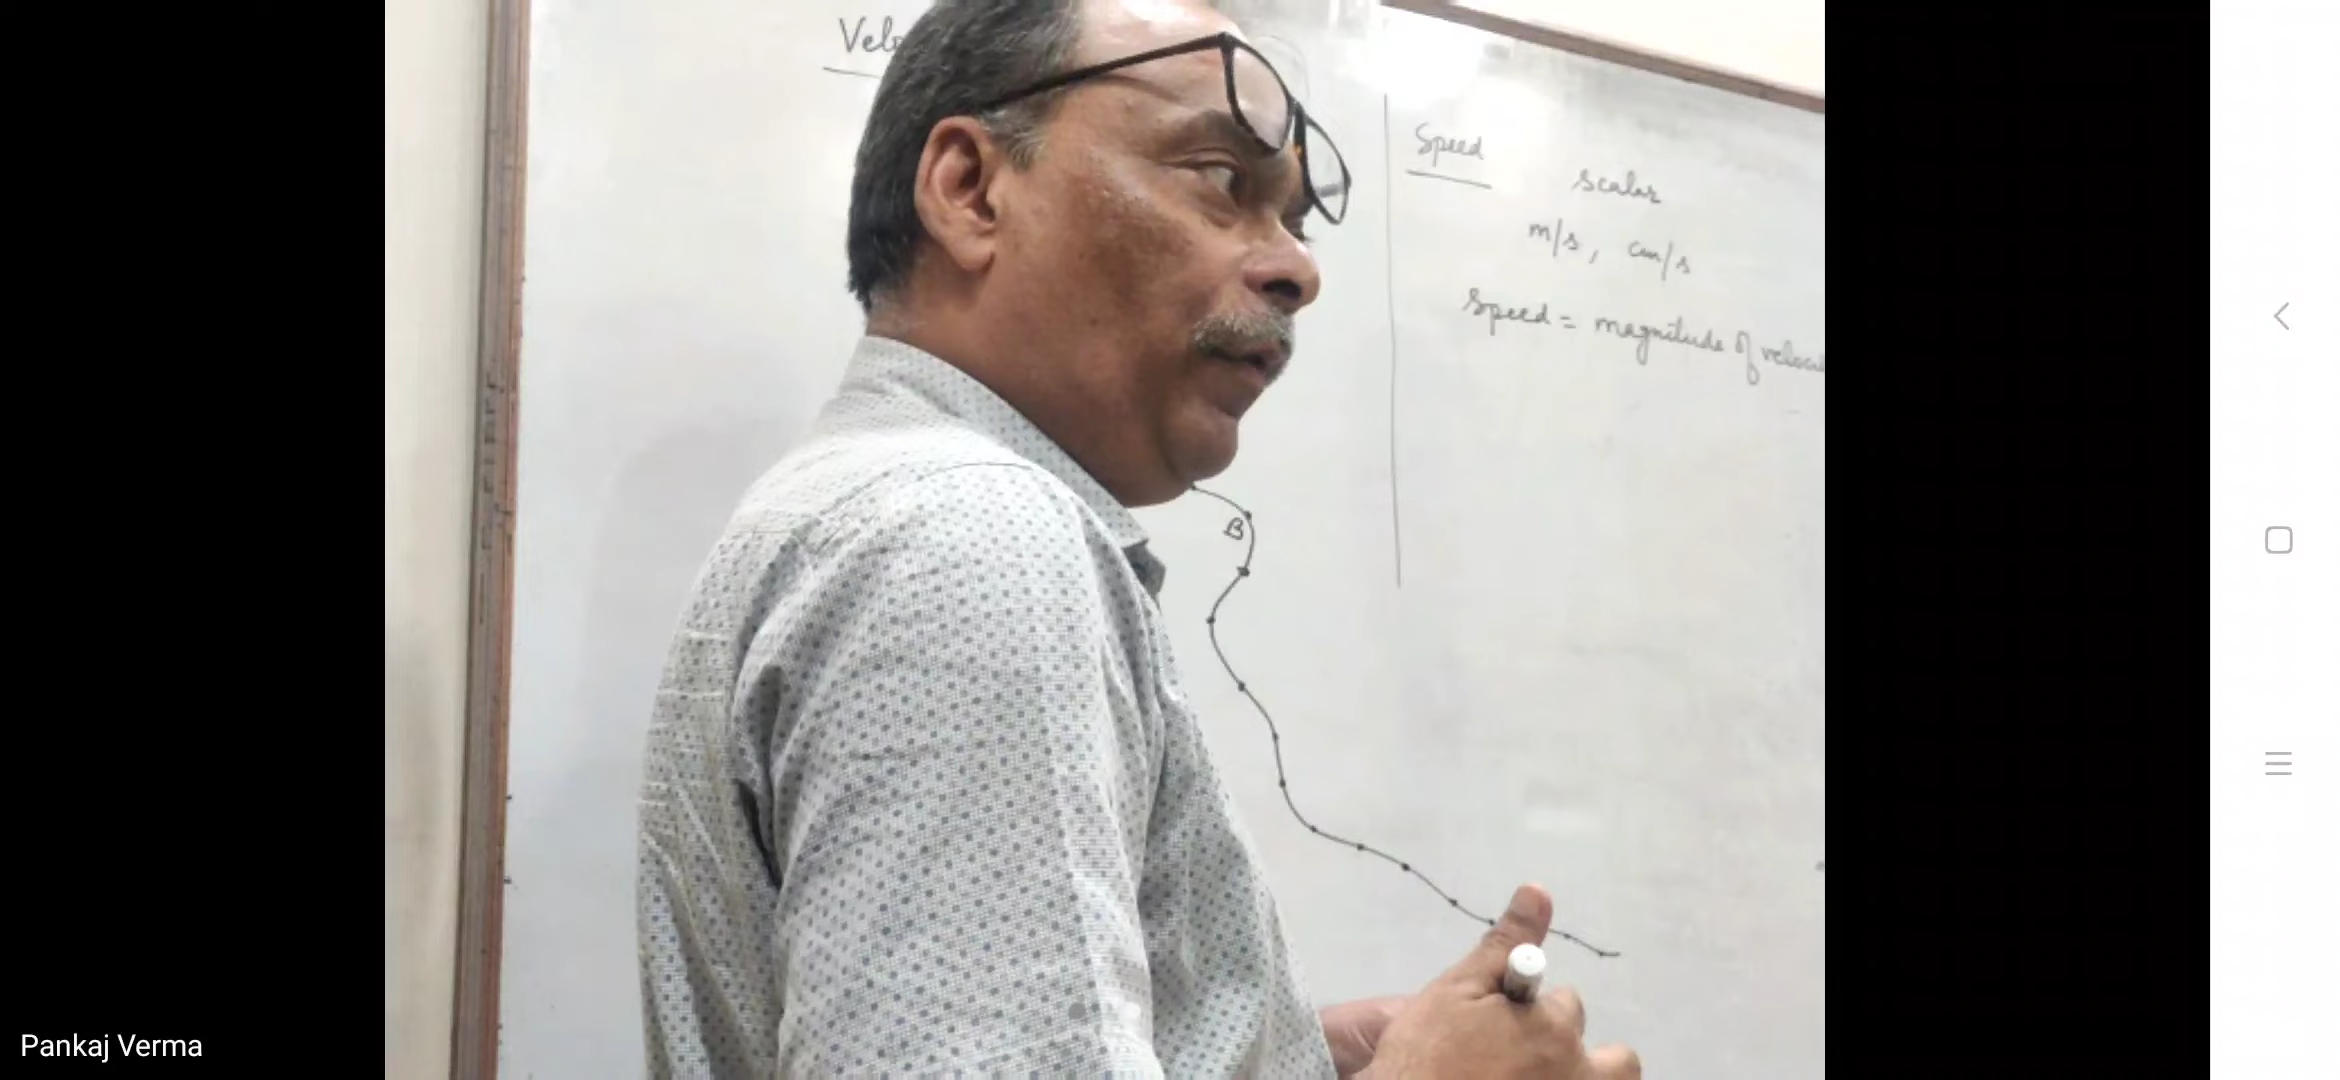 Speed
scalar
m/s, cm/s
Speed = magnitude of
B
Pankaj Verma